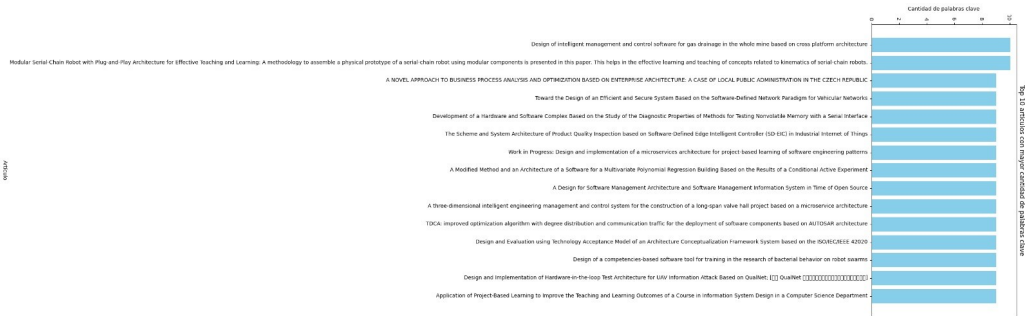 Cantidad de palabras clave
0 2 4 6 8 10
Top 10 artículos con mayor cantidad de palabras clave
Artículo
Design of intelligent management and control software for gas drainage in the whole mine based on cross platform architecture
Modular Serial-Chain Robot with Plug-and-Play Architecture for Effective Teaching and Learning: A methodology to assemble a physical prototype of a serial-chain robot using modular components is presented in this paper. This helps in the effective learning and teaching of concepts related to kinematics of serial-chain robots.
A NOVEL APPROACH TO BUSINESS PROCESS ANALYSIS AND OPTIMIZATION BASED ON ENTERPRISE ARCHITECTURE: A CASE OF LOCAL PUBLIC ADMINISTRATION IN THE CZECH REPUBLIC
Toward the Design of an Efficient and Secure System Based on the Software-Defined Network Paradigm for Vehicular Networks
Development of a Hardware and Software Complex Based on the Study of the Diagnostic Properties of Methods for Testing Nonvolatile Memory with a Serial Interface
The Scheme and System Architecture of Product Quality Inspection based on Software-Defined Edge Intelligent Controller (SD-EIC) in Industrial Internet of Things
Work in Progress: Design and implementation of a microservices architecture for project-based learning of software engineering patterns
A Modified Method and an Architecture of a Software for a Multivariate Polynomial Regression Building Based on the Results of a Conditional Active Experiment
A Design for Software Management Architecture and Software Management Information System in Time of Open Source
A three-dimensional intelligent engineering management and control system for the construction of a long-span valve hall project based on a microservice architecture
TDCA: improved optimization algorithm with degree distribution and communication traffic for the deployment of software components based on AUTOSAR architecture
Design and Evaluation using Technology Acceptance Model of an Architecture Conceptualization Framework System based on the ISO/IEC/IEEE 42020
Design of a competencies-based software tool for training in the research of bacterial behavior on robot swarms
Design and Implementation of Hardware-in-the-loop Test Architecture for UAV Information Attack Based on QualNet; [ QualNet ]
Application of Project-Based Learning to Improve the Teaching and Learning Outcomes of a Course in Information System Design in a Computer Science Department